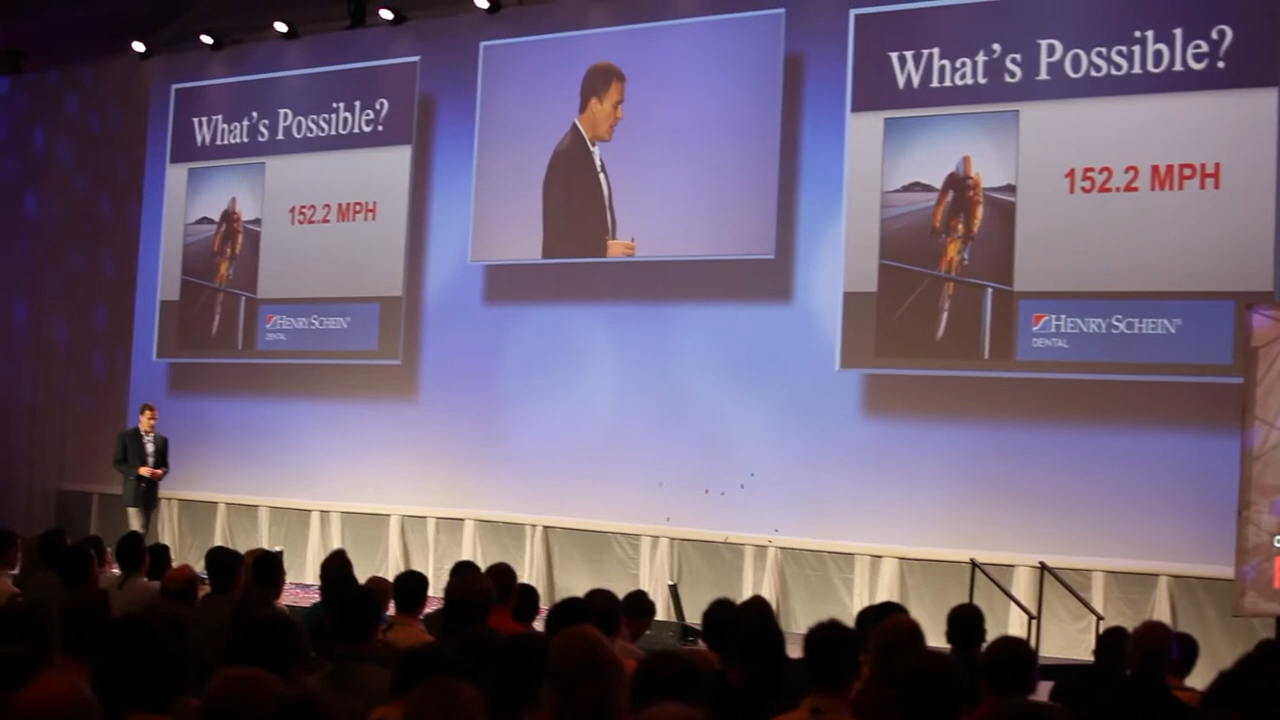 What's Possible?
152.2 MPH
HENRY SCHEIN®
DENTAL
What's Possible?
152.2 MPH
HENRY SCHEIN®
DENTAL